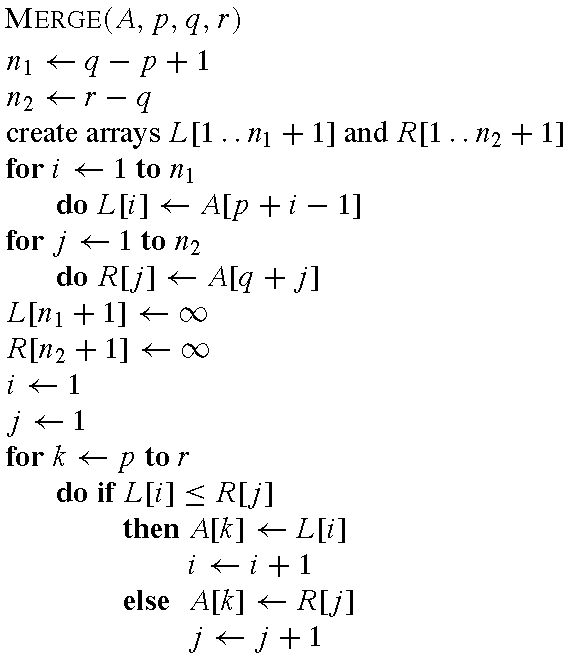 MERGE(A, p, q, r)
n₁ ← q − p + 1
n₂ ← r − q
create arrays L[1 . . n₁ + 1] and R[1 . . n₂ + 1]
for i ← 1 to n₁
do L[i] ← A[p + i − 1]
for j ← 1 to n₂
do R[j] ← A[q + j]
L[n₁ + 1] ← ∞
R[n₂ + 1] ← ∞
i ← 1
j ← 1
for k ← p to r
do if L[i] ≤ R[j]
then A[k] ← L[i]
i ← i + 1
else A[k] ← R[j]
j ← j + 1